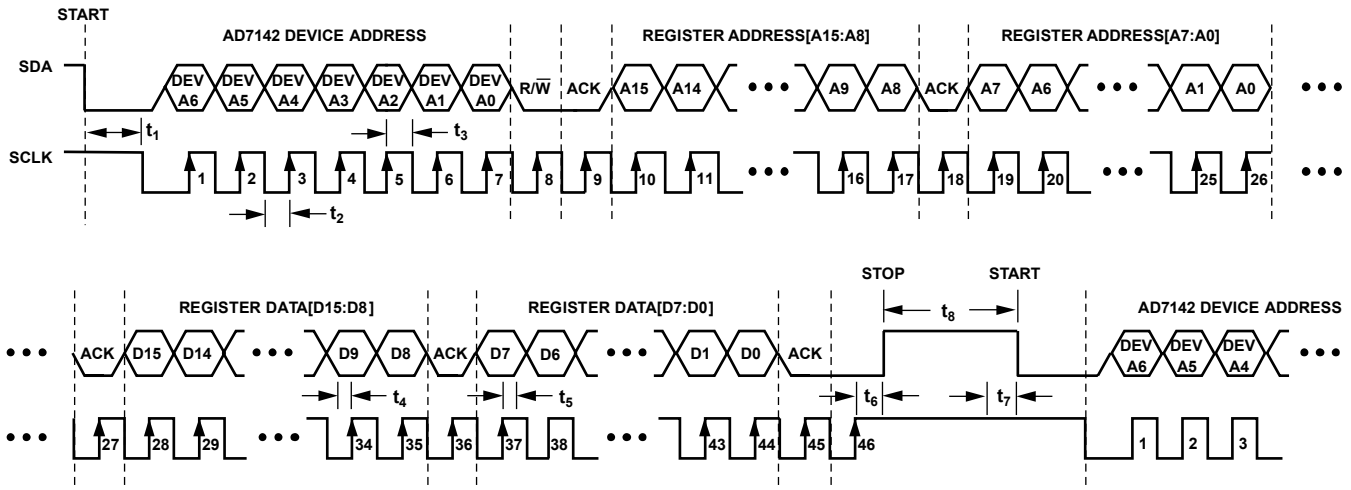 START
AD7142 DEVICE ADDRESS REGISTER ADDRESS[A15:A8] REGISTER ADDRESS[A7:A0]
SDA DEV A6 DEV A5 DEV A4 DEV A3 DEV A2 DEV A1 DEV A0 R/W̅ ACK A15 A14 ••• A9 A8 ACK A7 A6 ••• A1 A0 •••
t1 t3
SCLK 1 2 3 4 5 6 7 8 9 10 11 ••• 16 17 18 19 20 ••• 25 26 •••
t2
STOP START
REGISTER DATA[D15:D8] REGISTER DATA[D7:D0] t8 AD7142 DEVICE ADDRESS
••• ACK D15 D14 ••• D9 D8 ACK D7 D6 ••• D1 D0 ACK DEV A6 DEV A5 DEV A4 •••
t4 t5 t6 t7
••• 27 28 29 ••• 34 35 36 37 38 ••• 43 44 45 46 1 2 3 •••